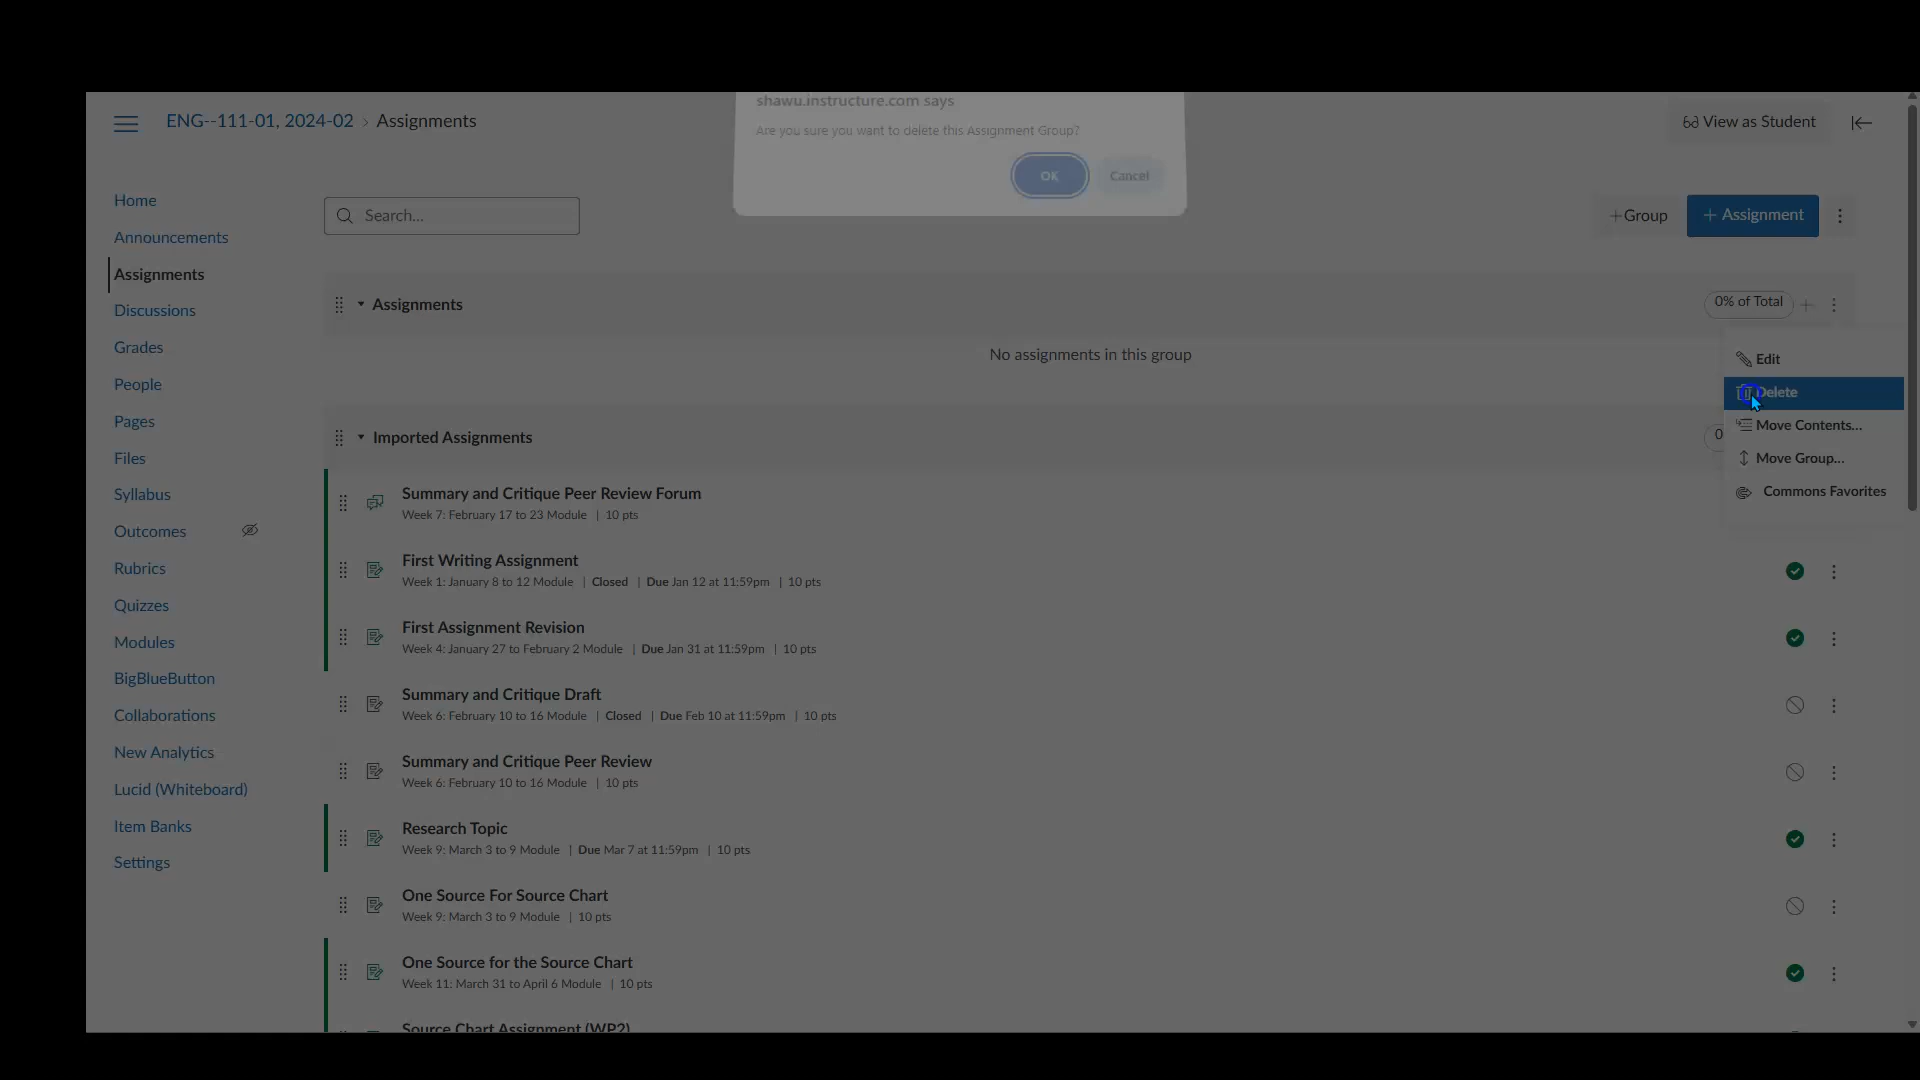 shawu.instructure.com says
Are you sure you want to delete this Assignment Group?
OK
Cancel
ENG--111-01, 2024-02 › Assignments
View as Student
Home
Announcements
Assignments
Discussions
Grades
People
Pages
Files
Syllabus
Outcomes
Rubrics
Quizzes
Modules
BigBlueButton
Collaborations
New Analytics
Lucid (Whiteboard)
Item Banks
Settings
Search...
+Group
+ Assignment
Assignments
0% of Total
No assignments in this group
Edit
Delete
Move Contents...
Move Group...
Commons Favorites
Imported Assignments
0
Summary and Critique Peer Review Forum
Week 7: February 17 to 23 Module | 10 pts
First Writing Assignment
Week 1: January 8 to 12 Module | Closed | Due Jan 12 at 11:59pm | 10 pts
First Assignment Revision
Week 4: January 27 to February 2 Module | Due Jan 31 at 11:59pm | 10 pts
Summary and Critique Draft
Week 6: February 10 to 16 Module | Closed | Due Feb 10 at 11:59pm | 10 pts
Summary and Critique Peer Review
Week 6: February 10 to 16 Module | 10 pts
Research Topic
Week 9: March 3 to 9 Module | Due Mar 7 at 11:59pm | 10 pts
One Source For Source Chart
Week 9: March 3 to 9 Module | 10 pts
One Source for the Source Chart
Week 11: March 31 to April 6 Module | 10 pts
Source Chart Assignment (WP2)